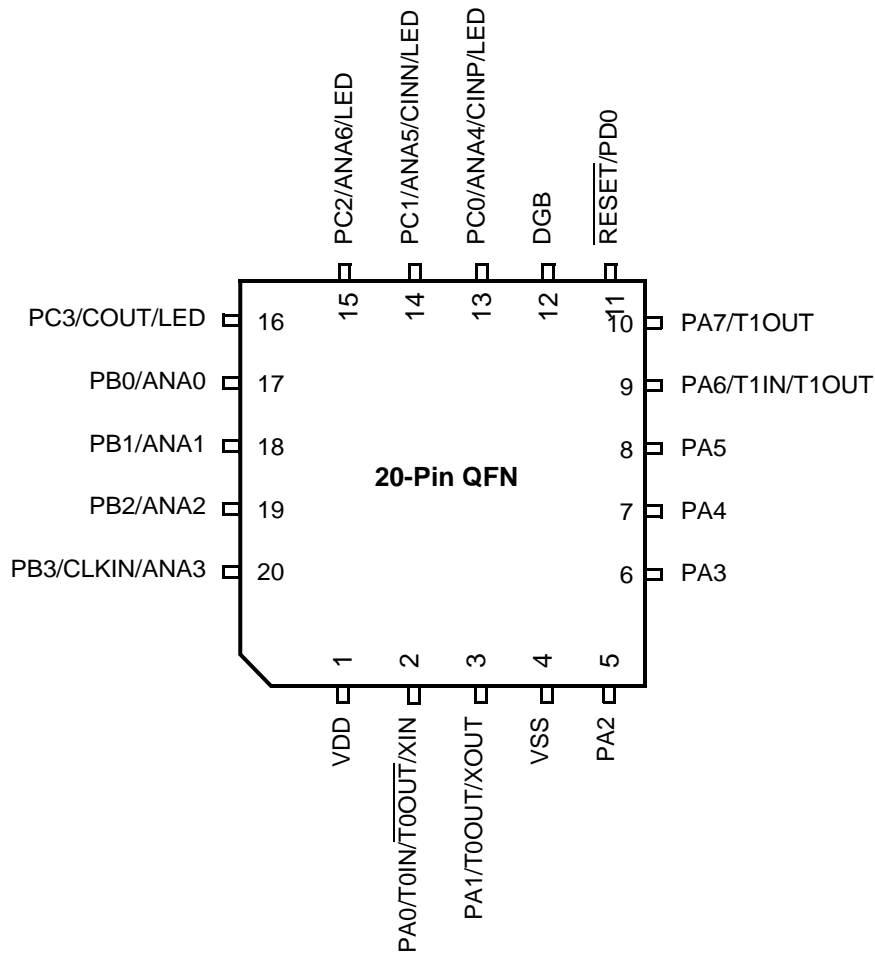 PC2/ANA6/LED
PC1/ANA5/CINN/LED
PC0/ANA4/CINP/LED
DGB
RESET/PD0
15
14
13
12
11
PC3/COUT/LED
16
10
PA7/T1OUT
PB0/ANA0
17
9
PA6/T1IN/T1OUT
PB1/ANA1
18
8
PA5
20-Pin QFN
PB2/ANA2
19
7
PA4
PB3/CLKIN/ANA3
20
6
PA3
1
2
3
4
5
VDD
PA0/T0IN/T0OUT/XIN
PA1/T0OUT/XOUT
VSS
PA2